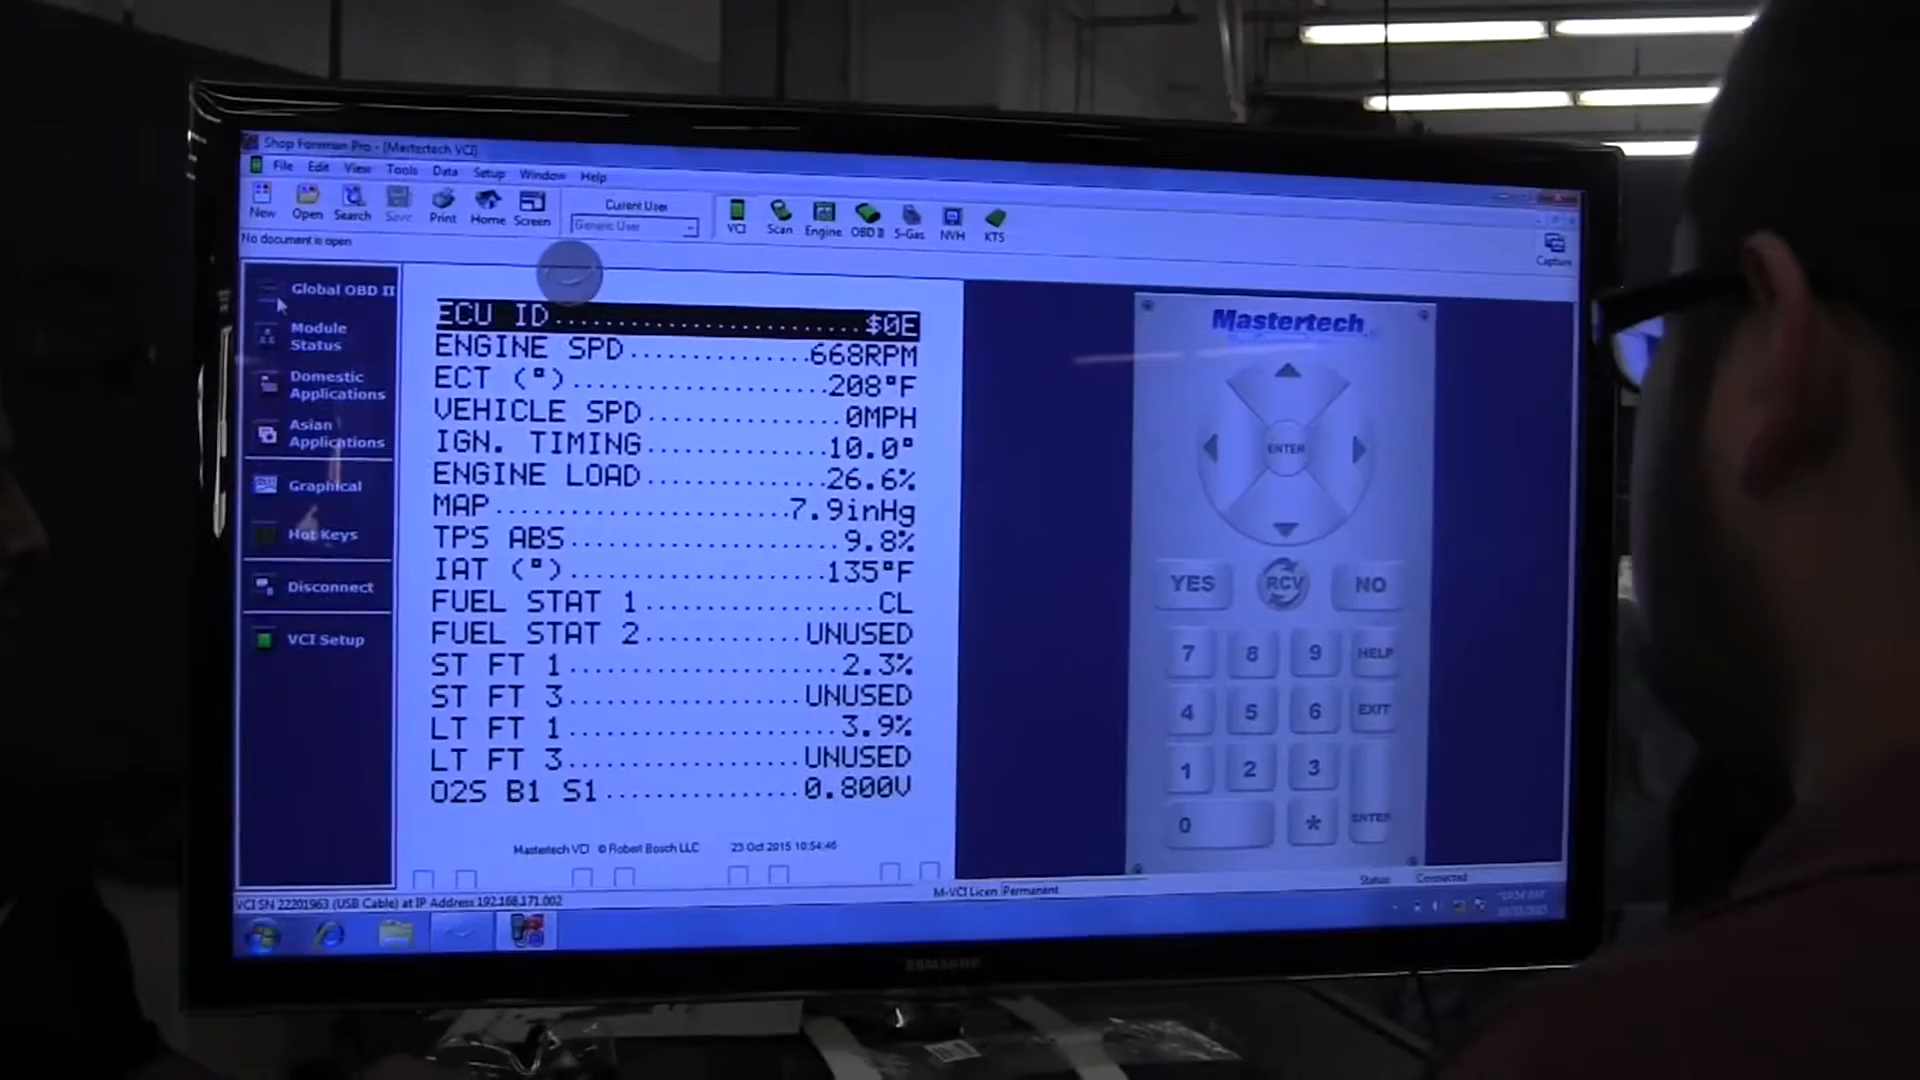 Shop Foreman Pro - [Mastertech VCI]
File Edit View Tools Data Setup Window Help
New Open Search Save Print Home Screen
Current User
Generic User
VCI Scan Engine OBD II 5-Gas NVH KTS
Capture
No document is open
Global OBD II
Module Status
Domestic Applications
Asian Applications
Graphical
Hot Keys
Disconnect
VCI Setup
ECU ID..........................$0E
ENGINE SPD...............668RPM
ECT (°)......................208°F
VEHICLE SPD................0MPH
IGN. TIMING...............10.0°
ENGINE LOAD..............26.6%
MAP.........................7.9inHg
TPS ABS......................9.8%
IAT (°)......................135°F
FUEL STAT 1....................CL
FUEL STAT 2..............UNUSED
ST FT 1.......................2.3%
ST FT 3....................UNUSED
LT FT 1.......................3.9%
LT FT 3....................UNUSED
O2S B1 S1.................0.800V
Mastertech VCI © Robert Bosch LLC 23 Oct 2015 10:54:46
Mastertech
ENTER
YES RCV NO
7 8 9 HELP
4 5 6 EXIT
1 2 3
0 * ENTER
M-VCI Licen Permanent
Status: Connected
VCI SN 22201963 (USB Cable) at IP Address 192.168.171.002
SAMSUNG